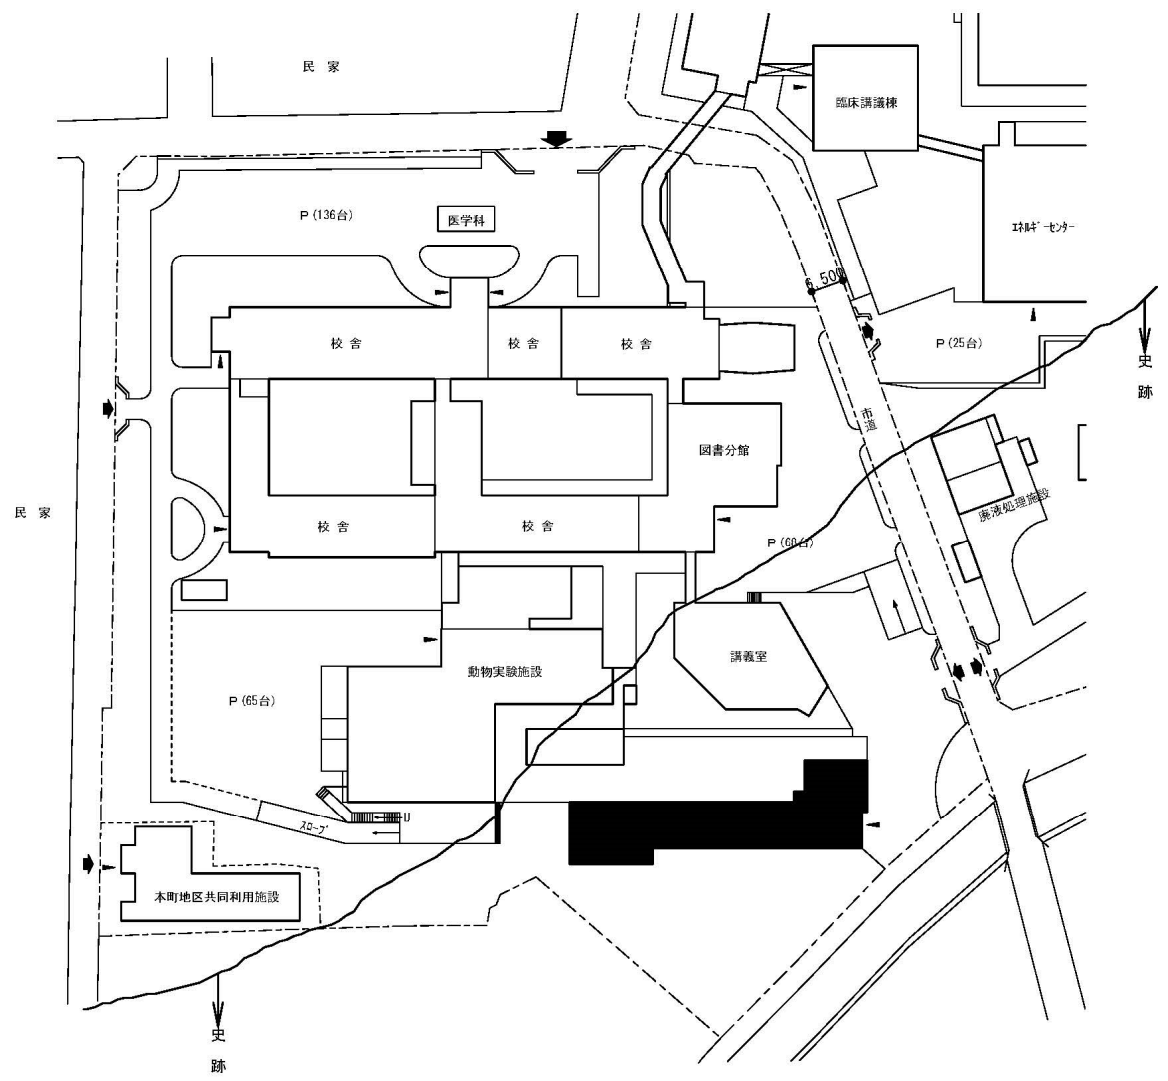 民 家
臨床講議棟
P (136台)
医学科
ｴﾈﾙｷﾞｰｾﾝﾀｰ
6,500
校 舎
校 舎
校 舎
P (25台)
史
跡
市道
図書分館
民 家
校 舎
校 舎
廃液処理施設
P (60台)
講義室
動物実験施設
P (65台)
スロープ
U
本町地区共同利用施設
史
跡